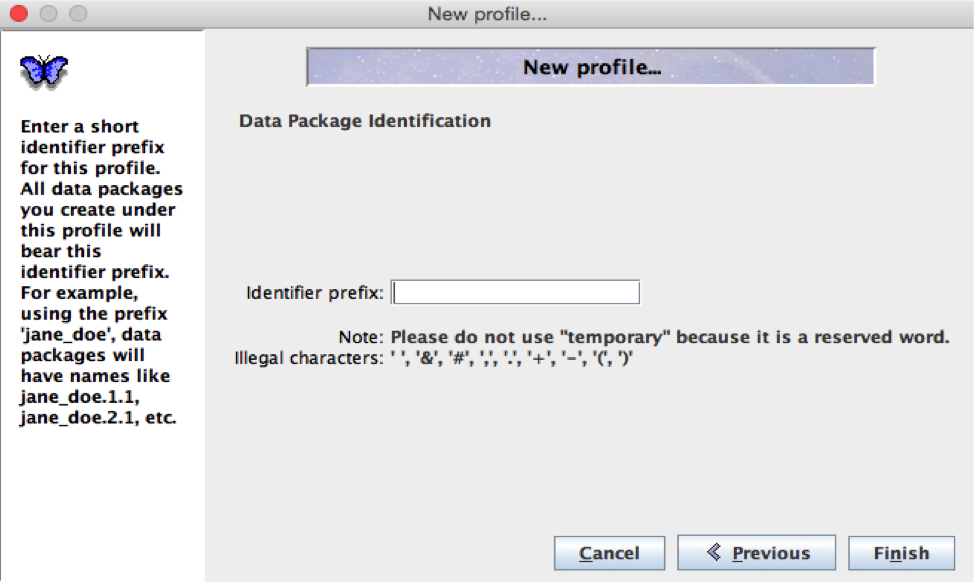 New profile...
New profile...
Enter a short
identifier prefix
for this profile.
All data packages
you create under
this profile will
bear this
identifier prefix.
For example,
using the prefix
'jane_doe', data
packages will
have names like
jane_doe.1.1,
jane_doe.2.1, etc.
Data Package Identification
Identifier prefix:
Note: Please do not use "temporary" because it is a reserved word.
Illegal characters: ' ', '&', '#', ',', '.', '+', '-', '(', ')'
Cancel
Previous
Finish